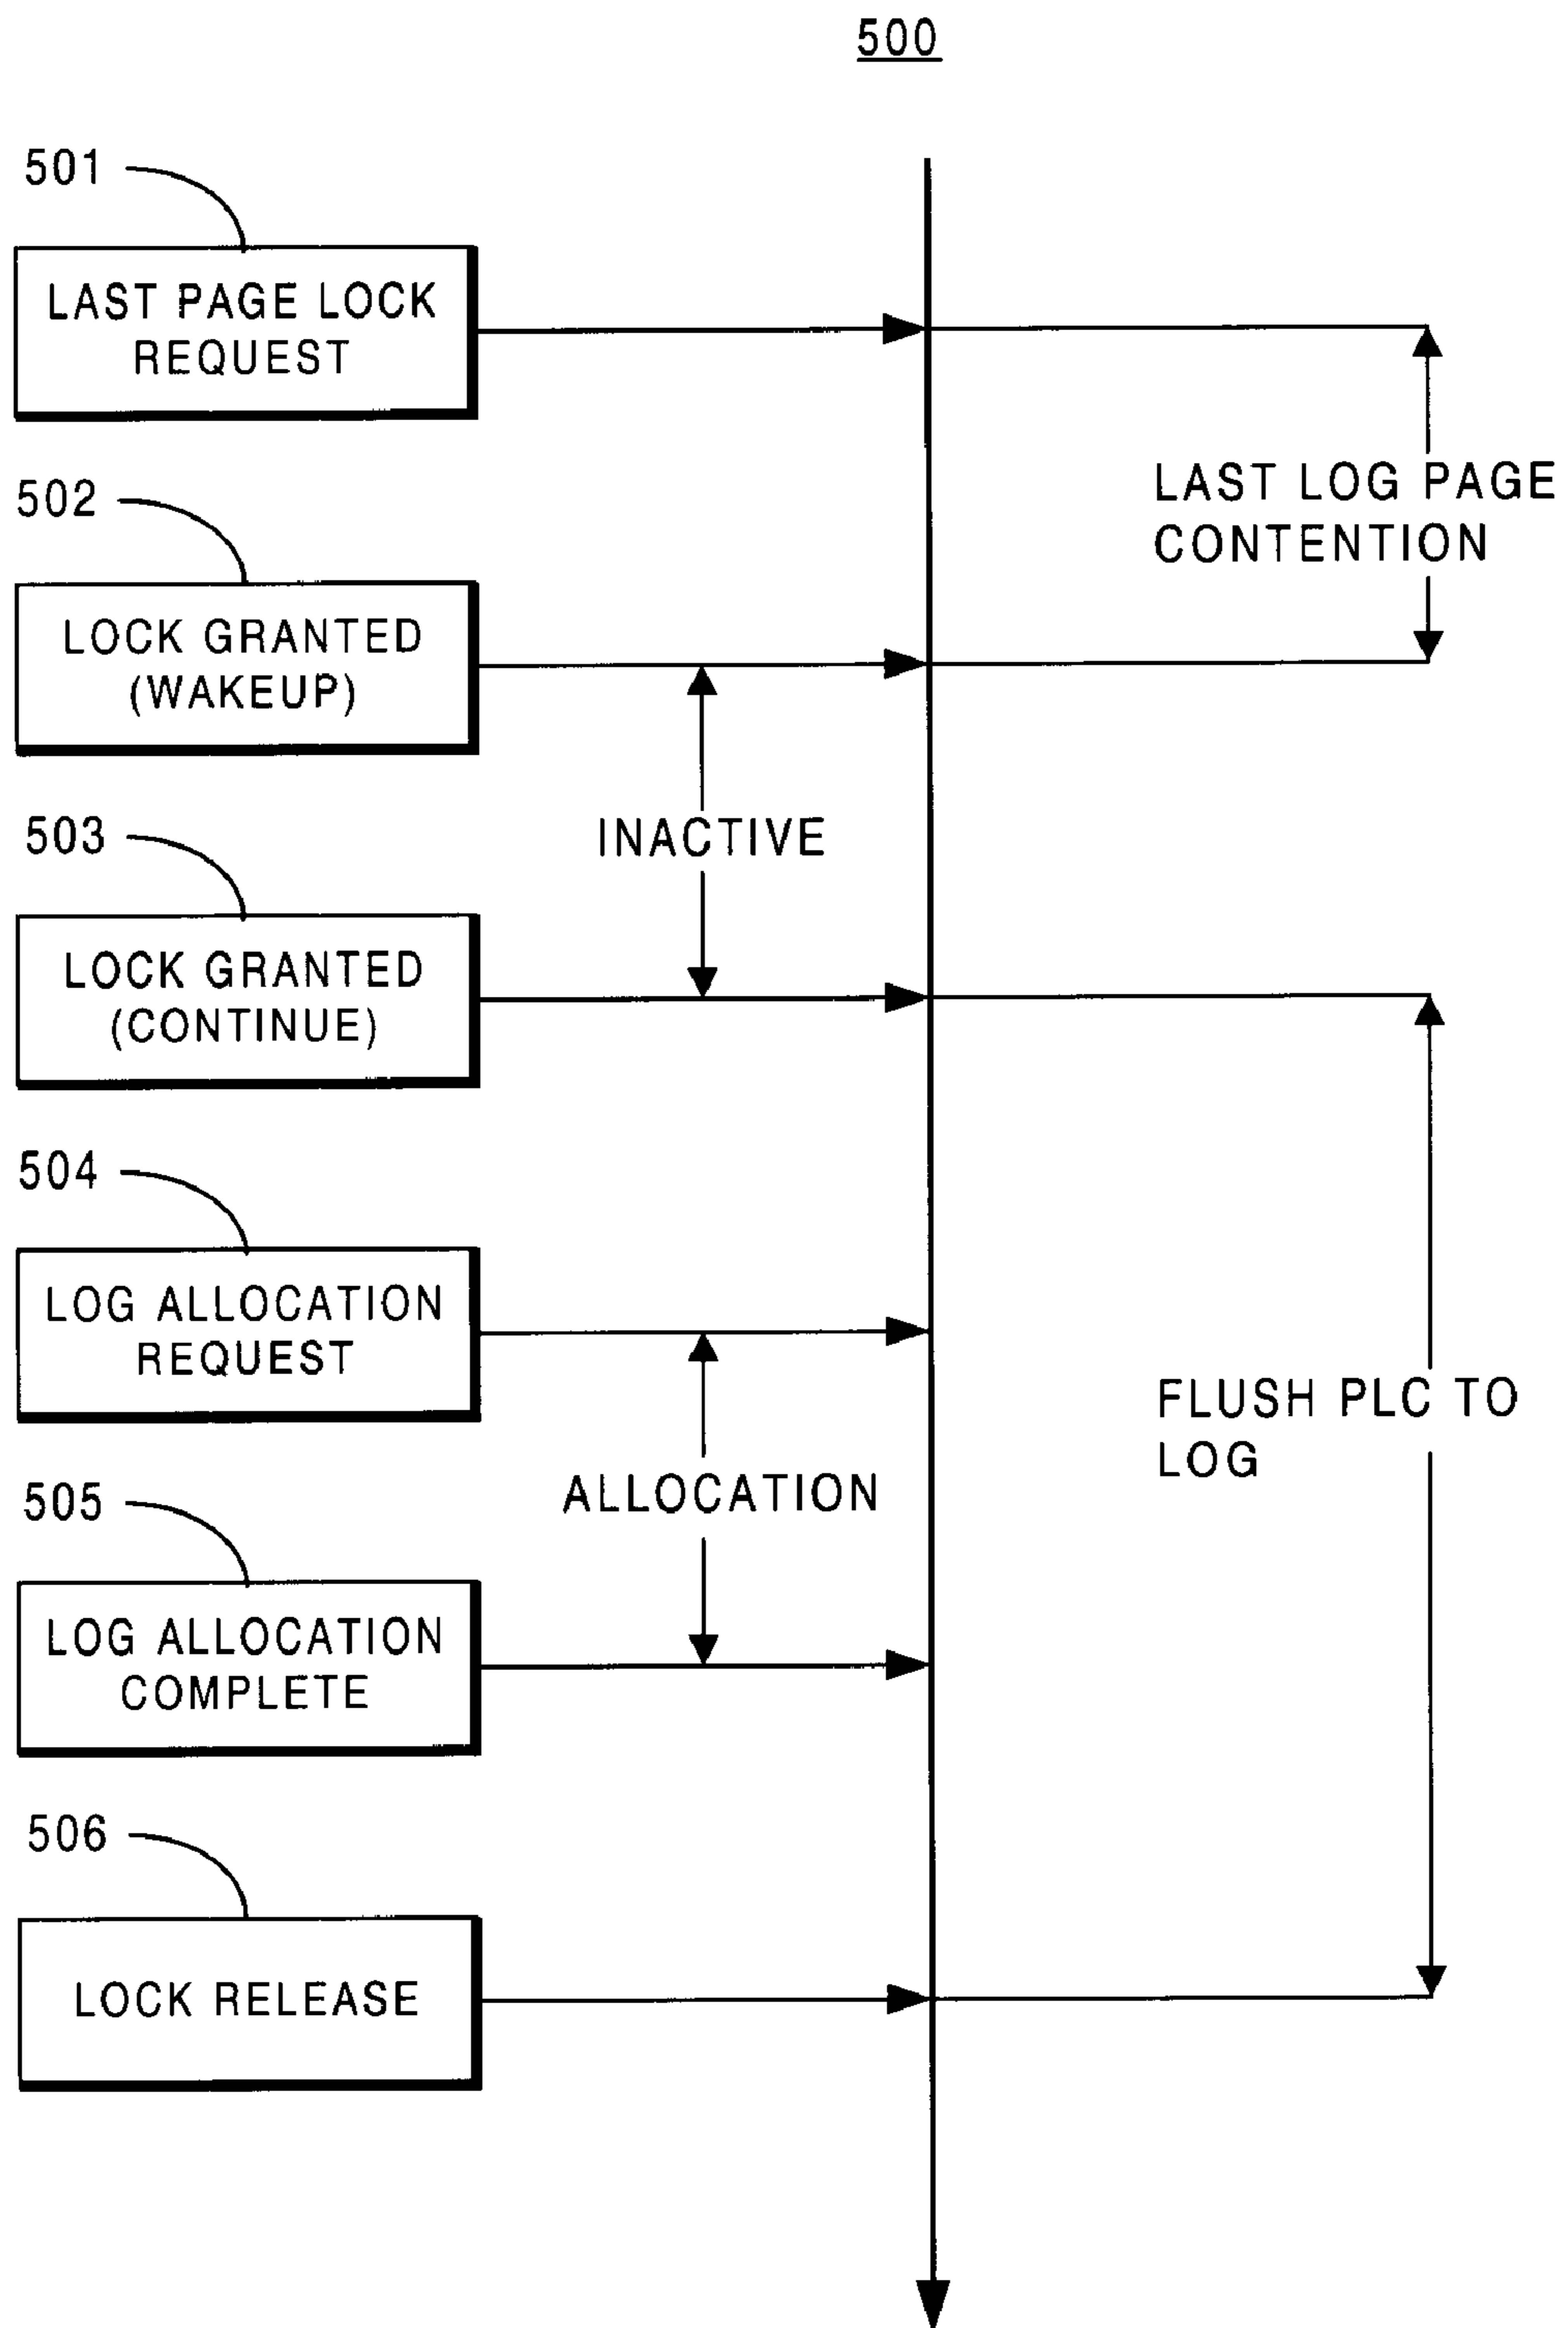 500
501
LAST PAGE LOCK
REQUEST
LAST LOG PAGE
CONTENTION
502
LOCK GRANTED
(WAKEUP)
INACTIVE
503
LOCK GRANTED
(CONTINUE)
504
LOG ALLOCATION
REQUEST
FLUSH PLC TO
LOG
ALLOCATION
505
LOG ALLOCATION
COMPLETE
506
LOCK RELEASE